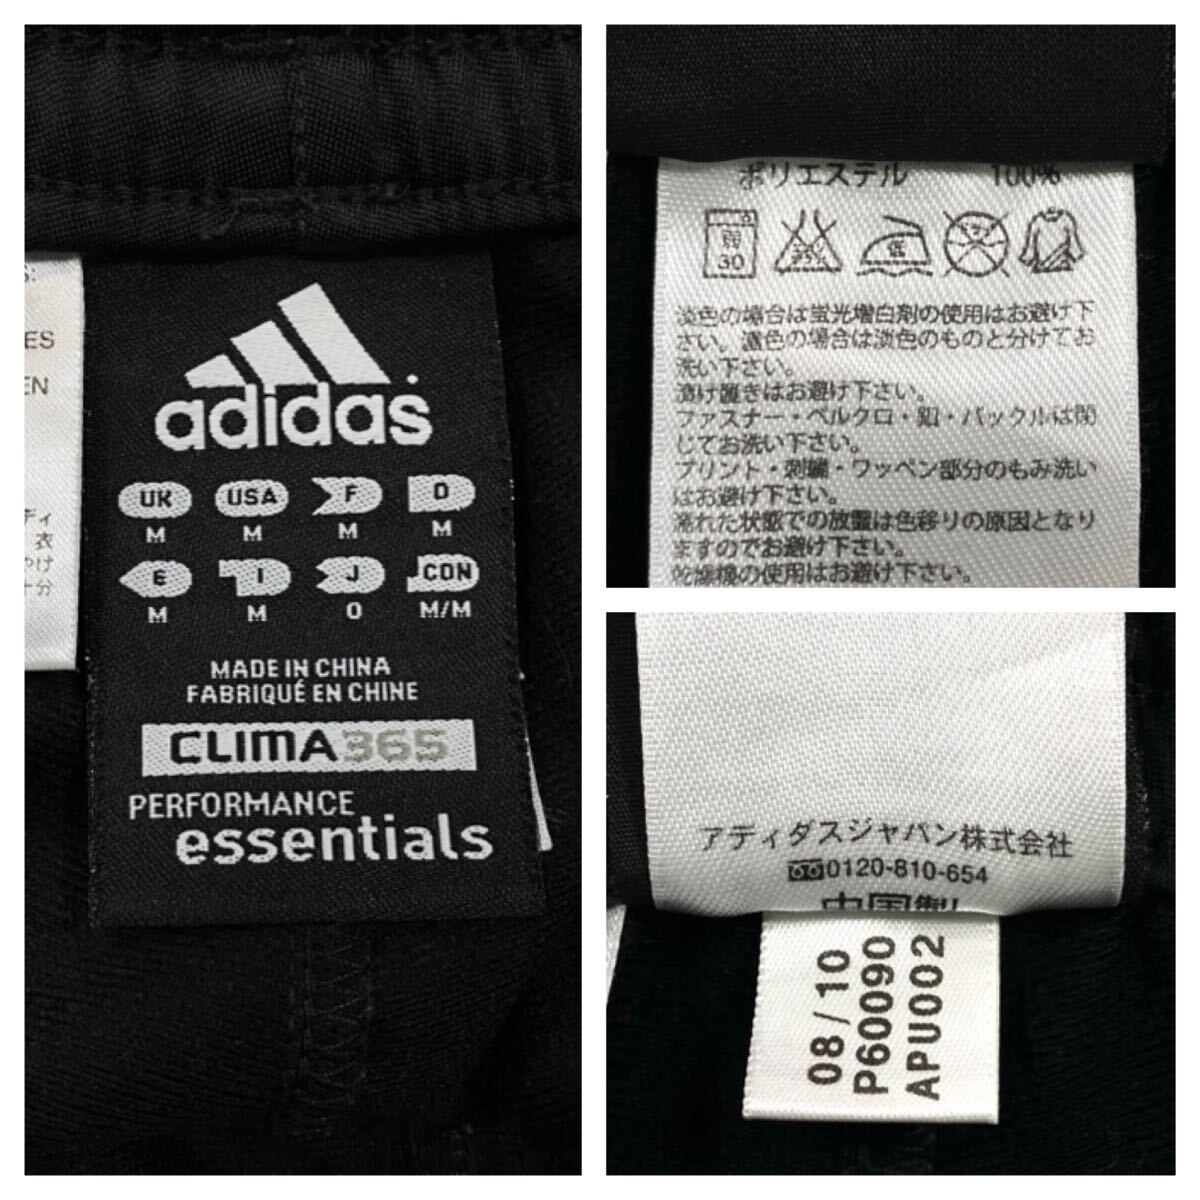 S:
ES
EN
ディ
衣
やけ
十分
adidas
UK USA F D
M M M M
E I J CON
M M O M/M
MADE IN CHINA
FABRIQUÉ EN CHINE
CLIMA365
PERFORMANCE
essentials
ポリエステル 100%
弱
30
低
淡色の場合は蛍光増白剤の使用はお避け下
さい。濃色の場合は淡色のものと分けてお
洗い下さい。
漬け置きはお避け下さい。
ファスナー・ベルクロ・釦・バックルは閉
じてお洗い下さい。
プリント・刺繍・ワッペン部分のもみ洗い
はお避け下さい。
濡れた状態での放置は色移りの原因となり
ますのでお避け下さい。
乾燥機の使用はお避け下さい。
アディダスジャパン株式会社
0120-810-654
中国製
08/10
P60090
APU002